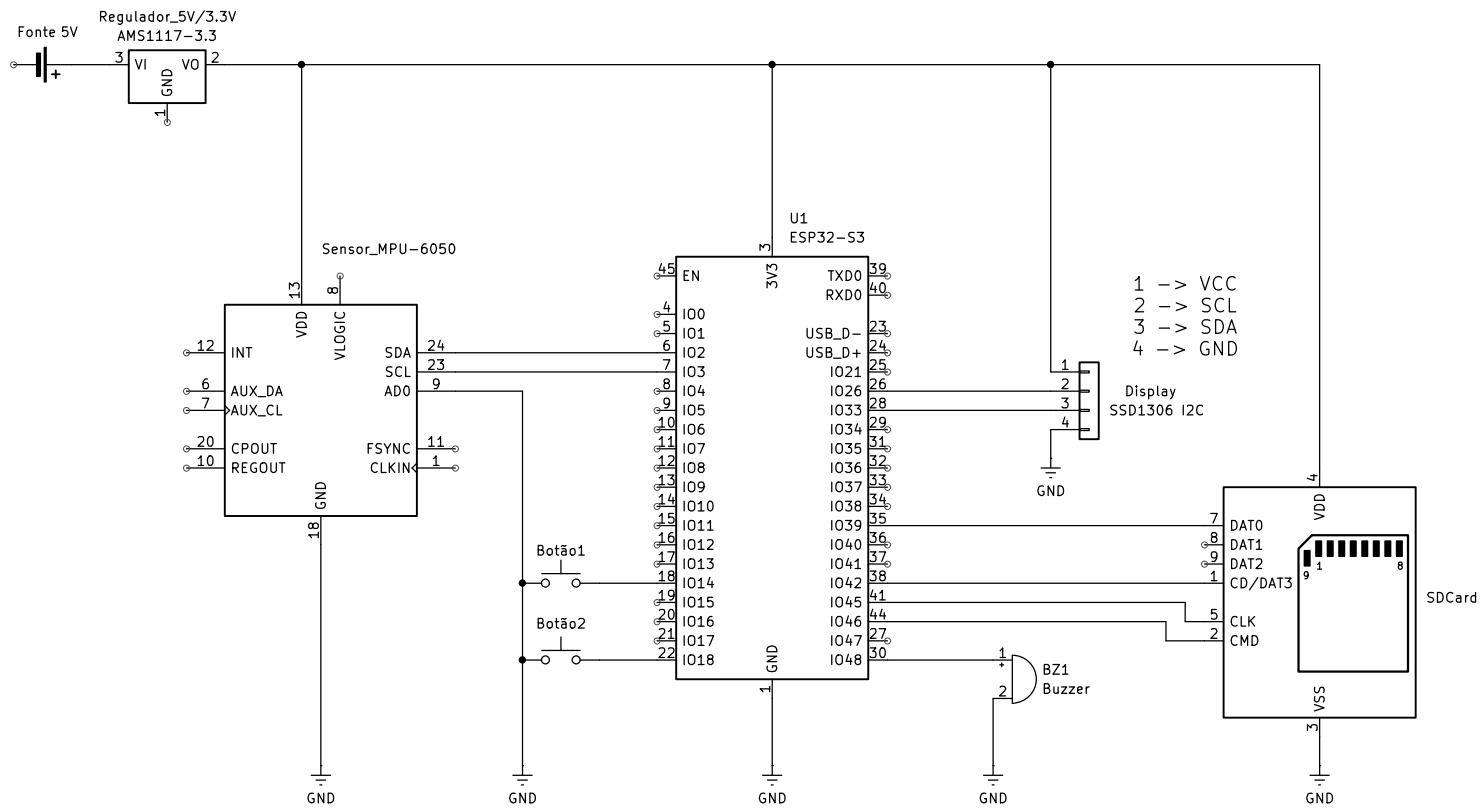 Regulador_5V/3.3V
Fonte 5V
AMS1117-3.3
+
3 VI VO 2
GND
1
U1
ESP32-S3
Sensor_MPU-6050
13 8
VDD VLOGIC
12 INT
6 AUX_DA
7 AUX_CL
20 CPOUT
10 REGOUT
SDA 24
SCL 23
AD0 9
FSYNC 11
CLKIN 1
GND
18
GND
Botão1
Botão2
GND
3
3V3
45 EN
4 IO0
5 IO1
6 IO2
7 IO3
8 IO4
9 IO5
10 IO6
11 IO7
12 IO8
13 IO9
14 IO10
15 IO11
16 IO12
17 IO13
18 IO14
19 IO15
20 IO16
21 IO17
22 IO18
TXD0 39
RXD0 40
USB_D- 23
USB_D+ 24
IO21 25
IO26 26
IO33 28
IO34 29
IO35 31
IO36 32
IO37 33
IO38 34
IO39 35
IO40 36
IO41 37
IO42 38
IO45 41
IO46 44
IO47 27
IO48 30
GND
1
GND
1 -> VCC
2 -> SCL
3 -> SDA
4 -> GND
1
2
3
4
Display
SSD1306 I2C
GND
1
+
2
BZ1
Buzzer
GND
4
VDD
7 DAT0
8 DAT1
9 DAT2
1 CD/DAT3
5 CLK
2 CMD
9 1 8
SDCard
VSS
3
GND